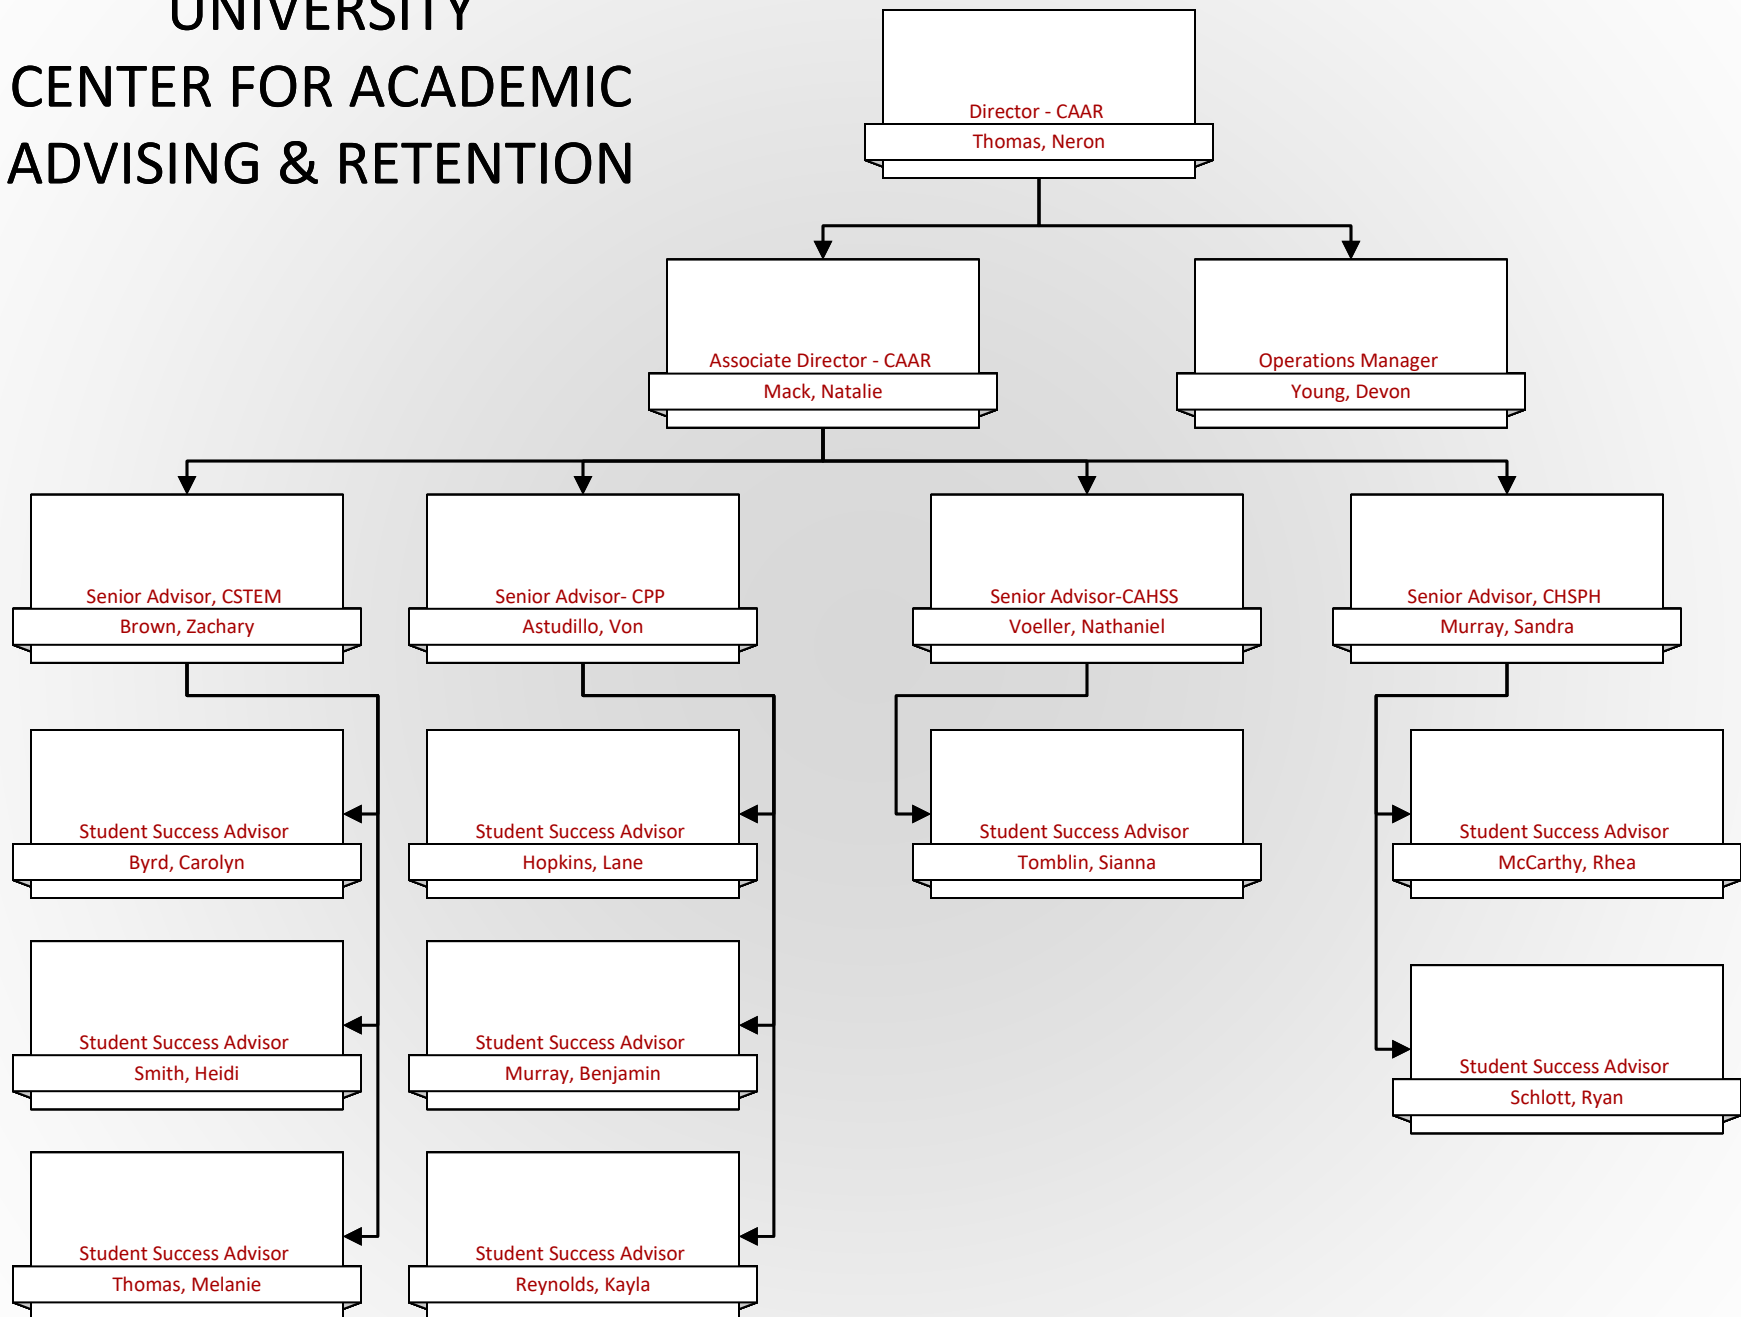 UNIVERSITY
CENTER FOR ACADEMIC
ADVISING & RETENTION
Director - CAAR
Thomas, Neron
Associate Director - CAAR
Mack, Natalie
Operations Manager
Young, Devon
Senior Advisor, CSTEM
Brown, Zachary
Senior Advisor- CPP
Astudillo, Von
Senior Advisor-CAHSS
Voeller, Nathaniel
Senior Advisor, CHSPH
Murray, Sandra
Student Success Advisor
Byrd, Carolyn
Student Success Advisor
Hopkins, Lane
Student Success Advisor
Tomblin, Sianna
Student Success Advisor
McCarthy, Rhea
Student Success Advisor
Smith, Heidi
Student Success Advisor
Murray, Benjamin
Student Success Advisor
Schlott, Ryan
Student Success Advisor
Thomas, Melanie
Student Success Advisor
Reynolds, Kayla